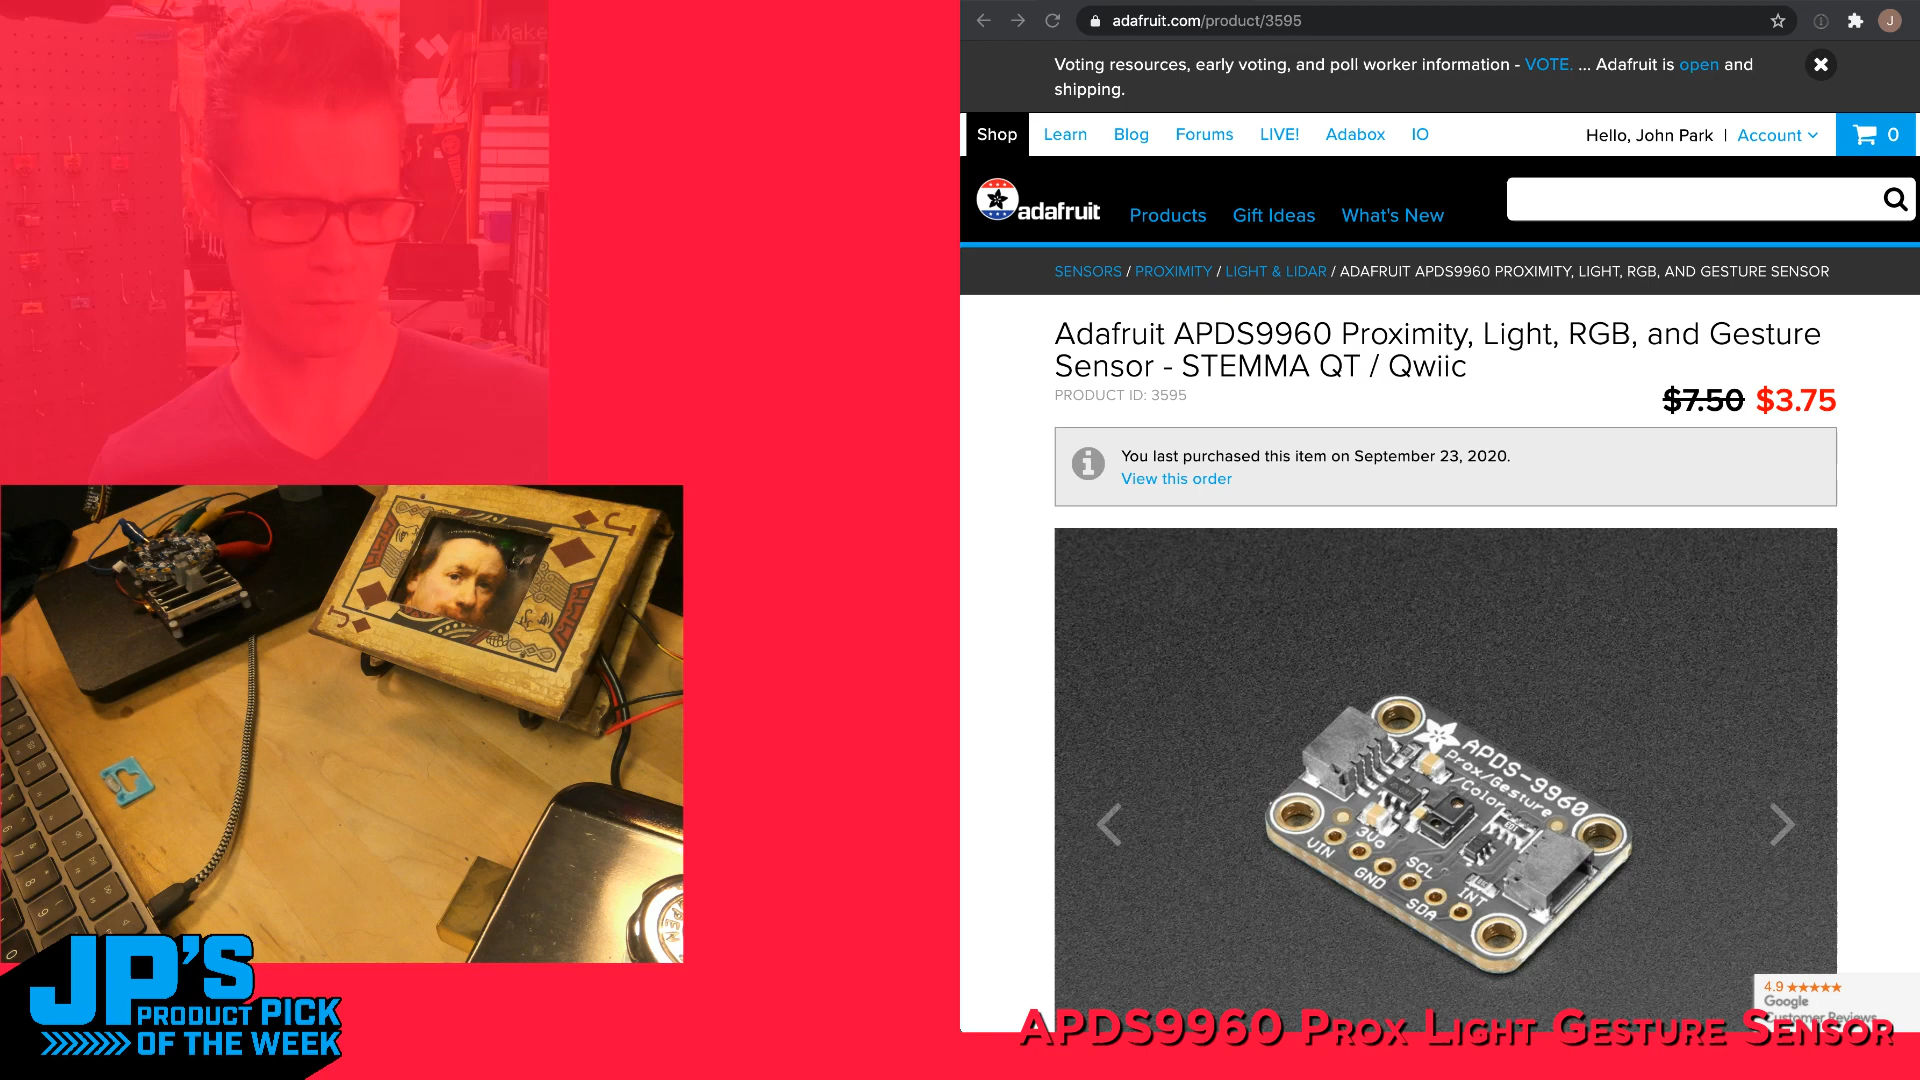 Make
adafruit.com/product/3595
J
Voting resources, early voting, and poll worker information - VOTE. ... Adafruit is open and
shipping.
Shop Learn Blog Forums LIVE! Adabox IO Hello, John Park | Account 0
adafruit Products Gift Ideas What's New
SENSORS / PROXIMITY / LIGHT & LIDAR / ADAFRUIT APDS9960 PROXIMITY, LIGHT, RGB, AND GESTURE SENSOR
Adafruit APDS9960 Proximity, Light, RGB, and Gesture
Sensor - STEMMA QT / Qwiic
PRODUCT ID: 3595
$7.50 $3.75
You last purchased this item on September 23, 2020.
View this order
J
J
APDS-9960
Prox/Gesture
/Color
VIN
3Vo
GND
SCL
SDA
INT
4.9 ★★★★★
Google
Customer Reviews
JP'S
PRODUCT PICK
OF THE WEEK
APDS9960 PROX LIGHT GESTURE SENSOR